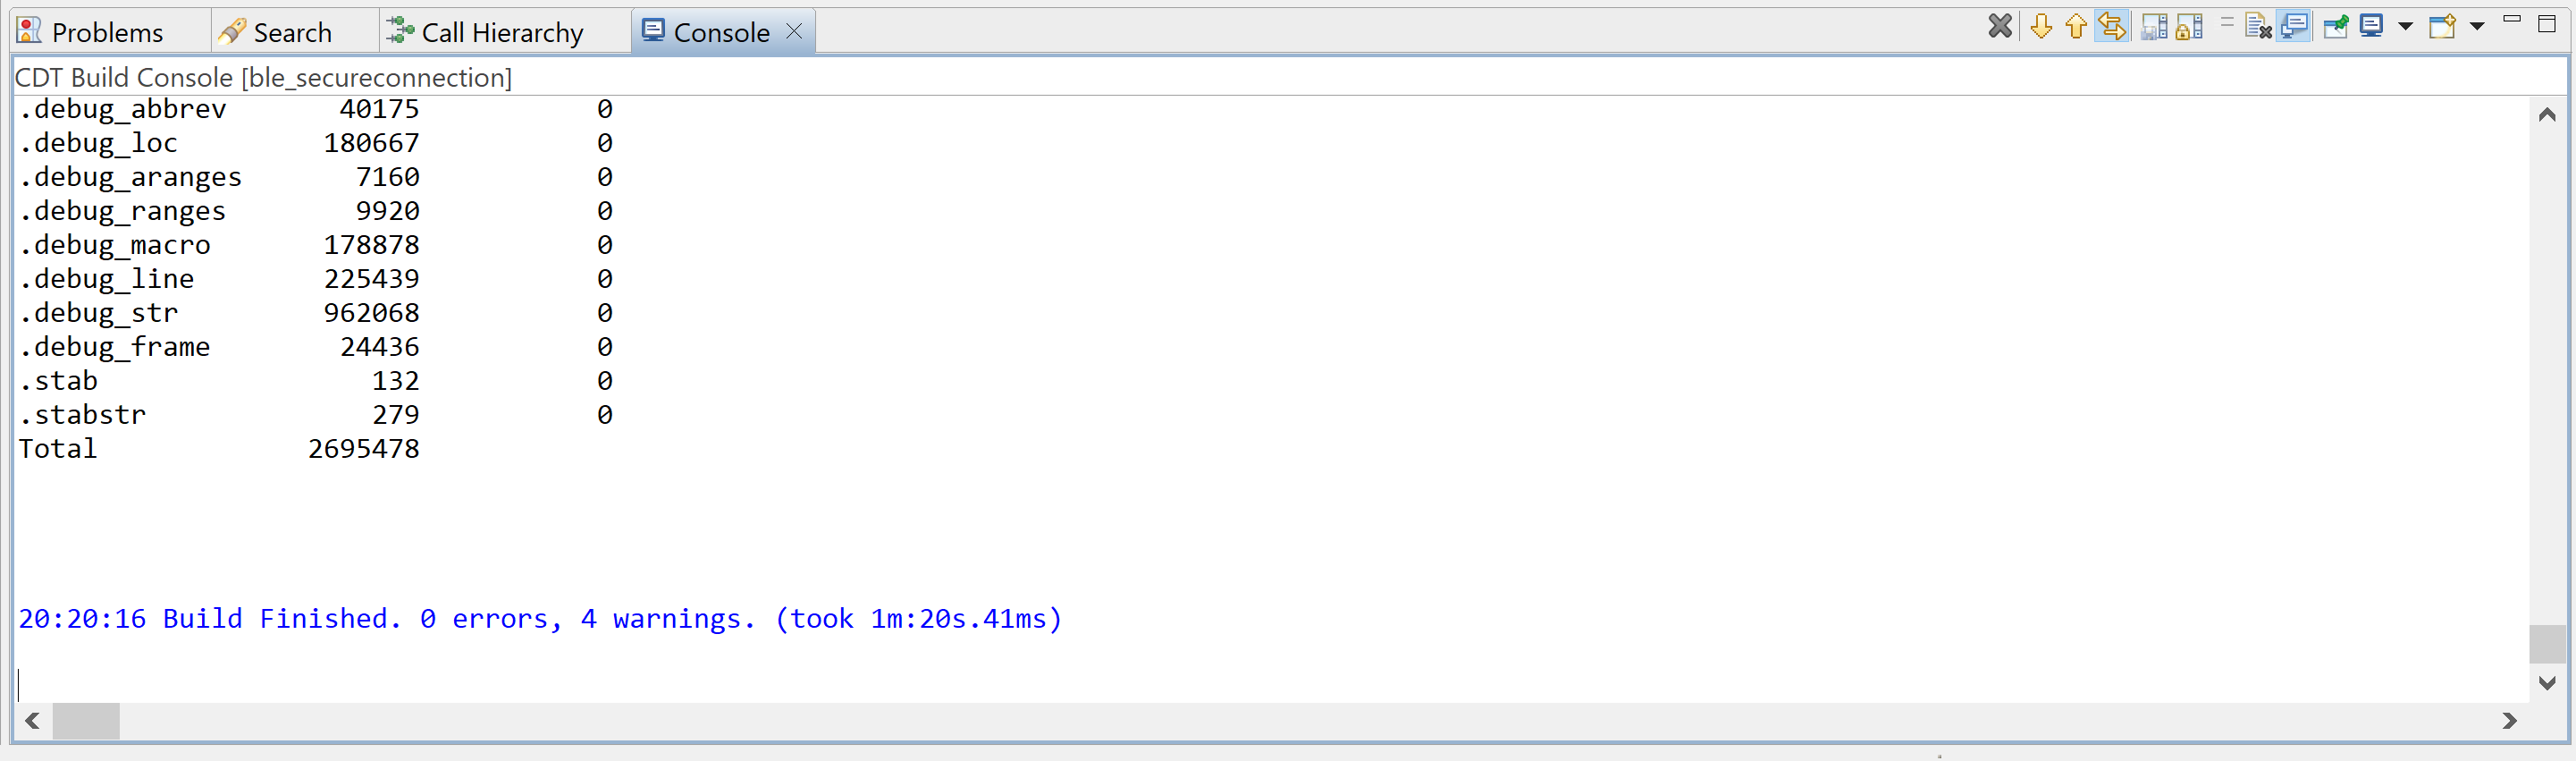 Problems Search Call Hierarchy Console
CDT Build Console [ble_secureconnection]
.debug_abbrev 40175 0
.debug_loc 180667 0
.debug_aranges 7160 0
.debug_ranges 9920 0
.debug_macro 178878 0
.debug_line 225439 0
.debug_str 962068 0
.debug_frame 24436 0
.stab 132 0
.stabstr 279 0
Total 2695478
20:20:16 Build Finished. 0 errors, 4 warnings. (took 1m:20s.41ms)